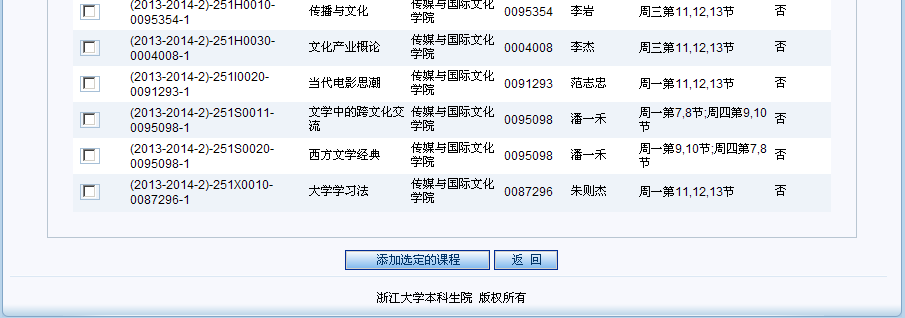 (2013-2014-2)-251H0010-
0095354-1
传播与文化
传媒与国际文化
学院
0095354
李岩
周三第11,12,13节
否
(2013-2014-2)-251H0030-
0004008-1
文化产业概论
传媒与国际文化
学院
0004008
李杰
周三第11,12,13节
否
(2013-2014-2)-251I0020-
0091293-1
当代电影思潮
传媒与国际文化
学院
0091293
范志忠
周一第11,12,13节
否
(2013-2014-2)-251S0011-
0095098-1
文学中的跨文化交
流
传媒与国际文化
学院
0095098
潘一禾
周一第7,8节;周四第9,10
节
否
(2013-2014-2)-251S0020-
0095098-1
西方文学经典
传媒与国际文化
学院
0095098
潘一禾
周一第9,10节;周四第7,8
节
否
(2013-2014-2)-251X0010-
0087296-1
大学学习法
传媒与国际文化
学院
0087296
朱则杰
周一第11,12,13节
否
添加选定的课程
返 回
浙江大学本科生院 版权所有